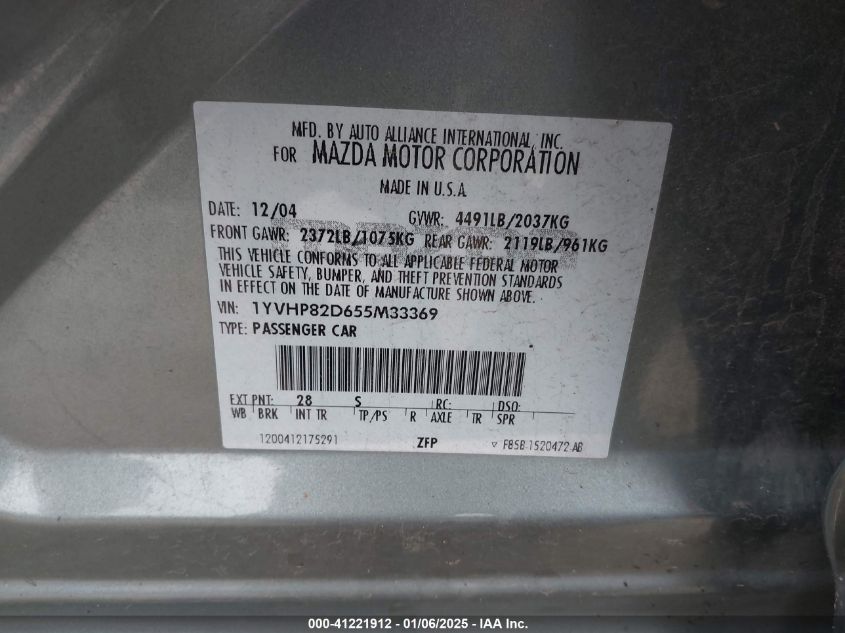 MFD. BY AUTO ALLIANCE INTERNATIONAL, INC.
FOR MAZDA MOTOR CORPORATION
MADE IN U.S.A
DATE: 12/04 GVWR: 4491LB/2037KG
FRONT GAWR: 2372LB/1075KG REAR GAWR: 2119LB/961KG
THIS VEHICLE CONFORMS TO ALL APPLICABLE FEDERAL MOTOR
VEHICLE SAFETY, BUMPER, AND THEFT PREVENTION STANDARDS
IN EFFECT ON THE DATE OF MANUFACTURE SHOWN ABOVE.
VIN: 1YVHP82D655M33369
TYPE: PASSENGER CAR
EXT PNT: 28 S RC: DSO:
WB BRK INT TR TP/PS R AXLE TR SPR
1200412175291 ZFP F85B-1520472-AB
000-41221912 - 01/06/2025 - IAA Inc.